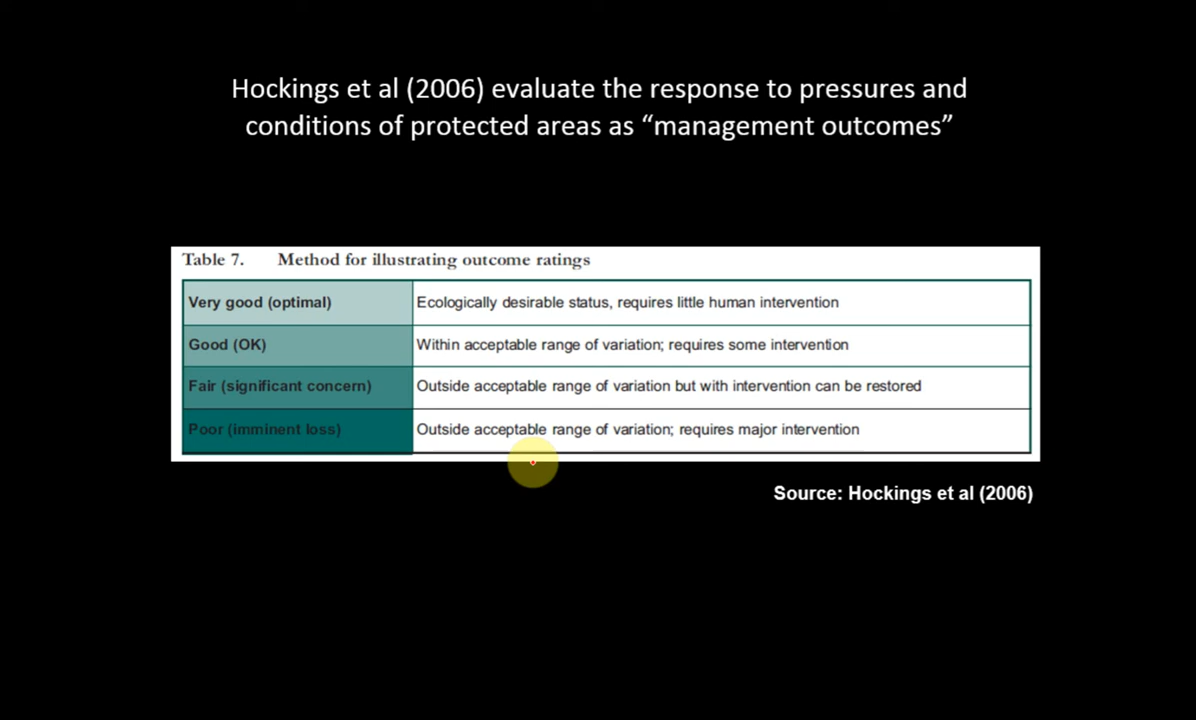 Hockings et al (2006) evaluate the response to pressures and
conditions of protected areas as “management outcomes”
Table 7. Method for illustrating outcome ratings
Very good (optimal) Ecologically desirable status, requires little human intervention
Good (OK) Within acceptable range of variation; requires some intervention
Fair (significant concern) Outside acceptable range of variation but with intervention can be restored
Poor (imminent loss) Outside acceptable range of variation; requires major intervention
Source: Hockings et al (2006)